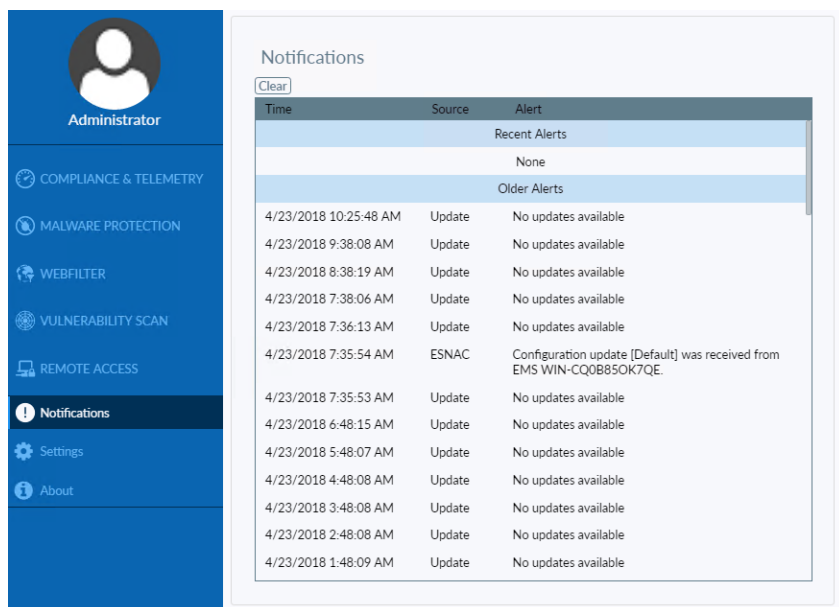 Administrator
COMPLIANCE & TELEMETRY
MALWARE PROTECTION
WEBFILTER
VULNERABILITY SCAN
REMOTE ACCESS
Notifications
Settings
About
Notifications
Clear
Time Source Alert
Recent Alerts
None
Older Alerts
4/23/2018 10:25:48 AM Update No updates available
4/23/2018 9:38:08 AM Update No updates available
4/23/2018 8:38:19 AM Update No updates available
4/23/2018 7:38:06 AM Update No updates available
4/23/2018 7:36:13 AM Update No updates available
4/23/2018 7:35:54 AM ESNAC Configuration update [Default] was received from
EMS WIN-CQ0B85OK7QE.
4/23/2018 7:35:53 AM Update No updates available
4/23/2018 6:48:15 AM Update No updates available
4/23/2018 5:48:07 AM Update No updates available
4/23/2018 4:48:08 AM Update No updates available
4/23/2018 3:48:08 AM Update No updates available
4/23/2018 2:48:08 AM Update No updates available
4/23/2018 1:48:09 AM Update No updates available